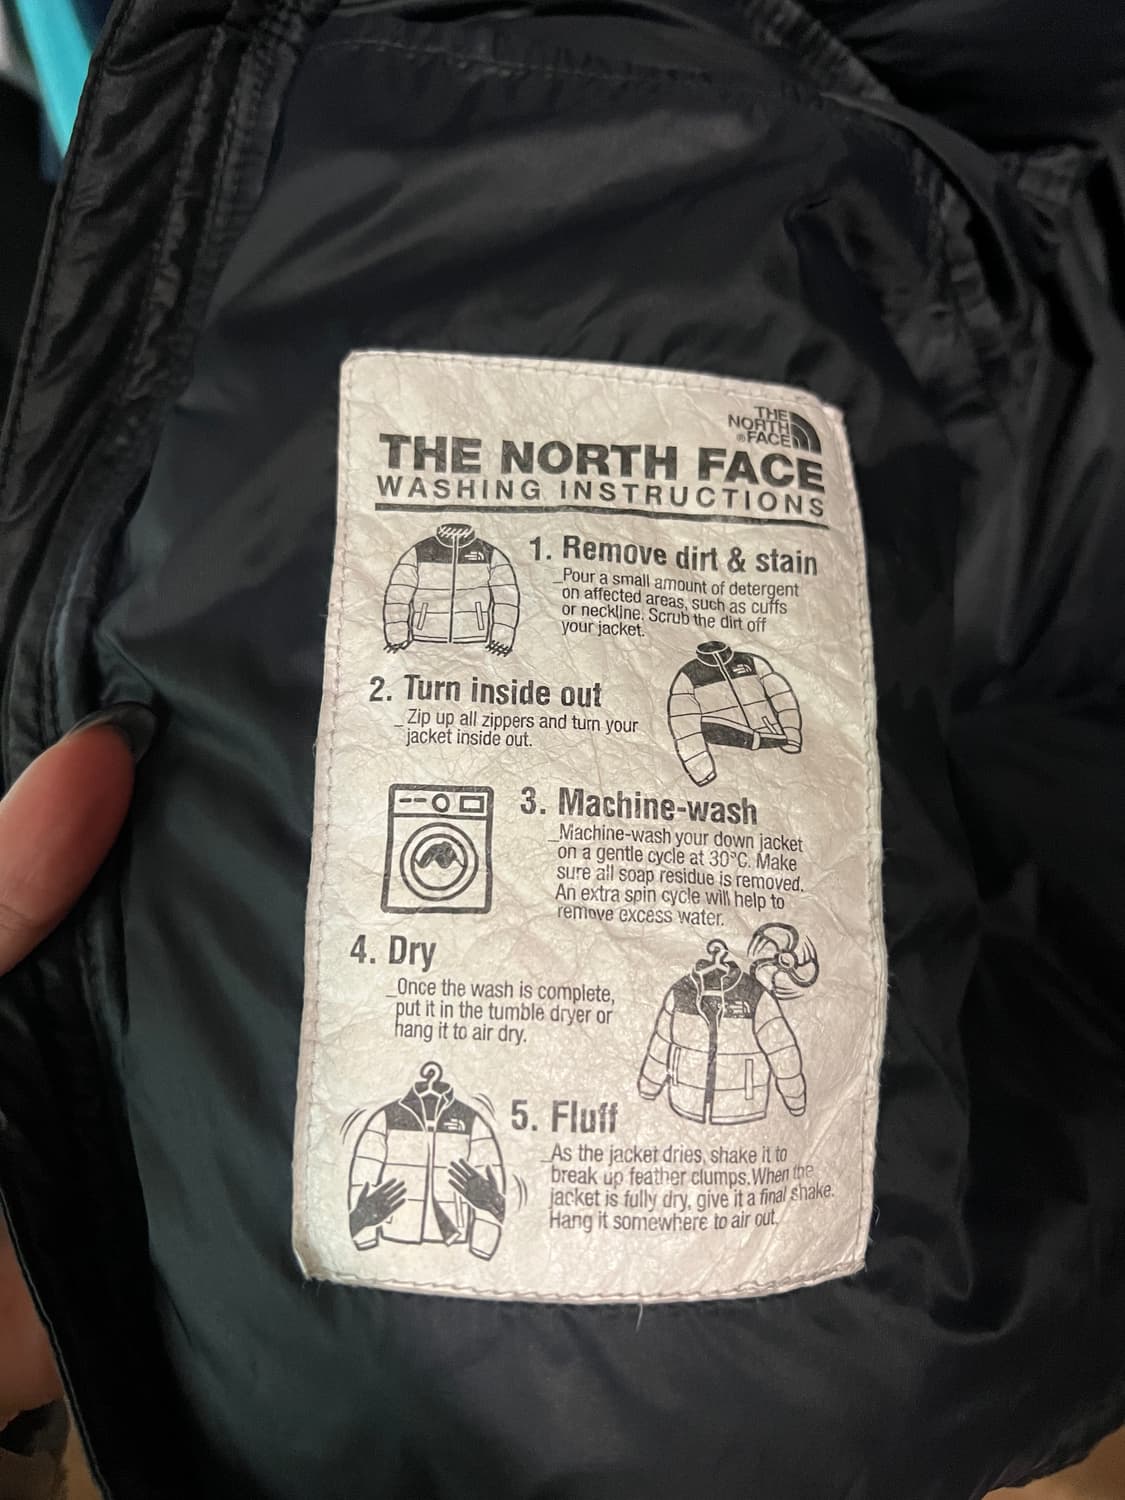 THE
NORTH
®FACE
THE NORTH FACE
WASHING INSTRUCTIONS
1. Remove dirt & stain
_Pour a small amount of detergent
on affected areas, such as cuffs
or neckline. Scrub the dirt off
your jacket.
2. Turn inside out
_Zip up all zippers and turn your
jacket inside out.
3. Machine-wash
_Machine-wash your down jacket
on a gentle cycle at 30°C. Make
sure all soap residue is removed.
An extra spin cycle will help to
remove excess water.
4. Dry
_Once the wash is complete,
put it in the tumble dryer or
hang it to air dry.
5. Fluff
_As the jacket dries, shake it to
break up feather clumps. When the
jacket is fully dry, give it a final shake.
Hang it somewhere to air out.